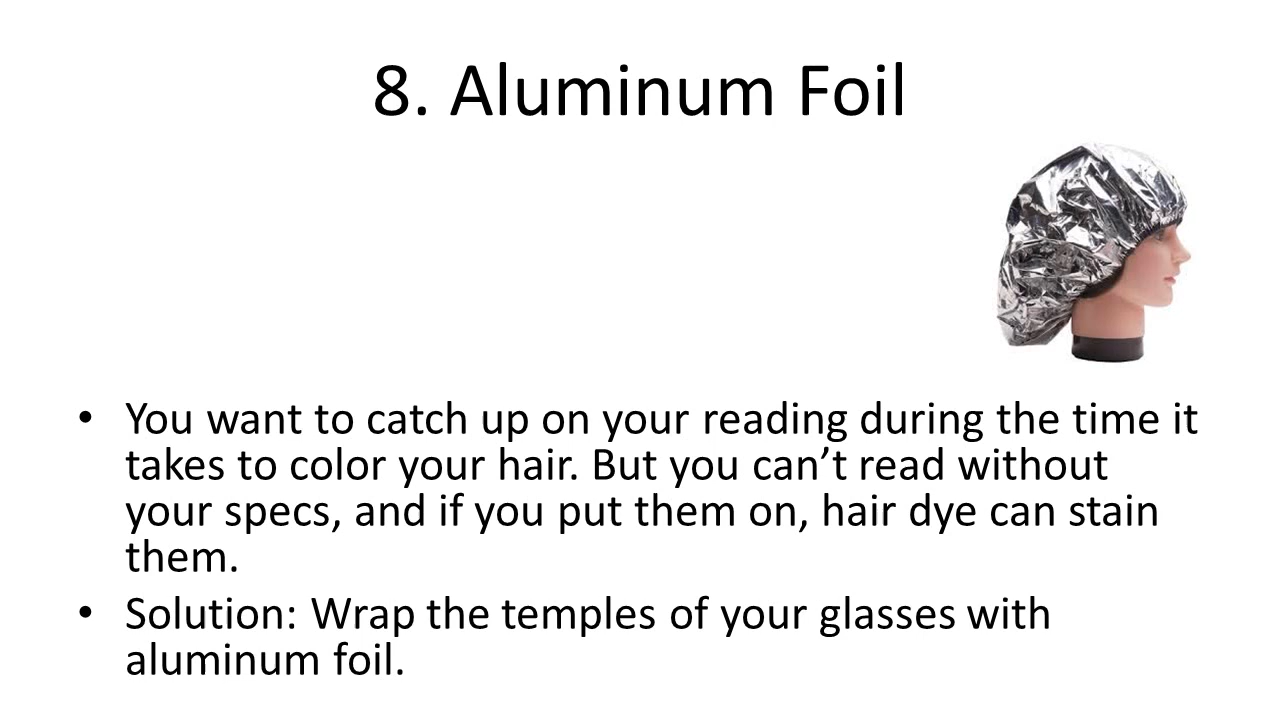 8. Aluminum Foil
• You want to catch up on your reading during the time it
takes to color your hair. But you can’t read without
your specs, and if you put them on, hair dye can stain
them.
• Solution: Wrap the temples of your glasses with
aluminum foil.